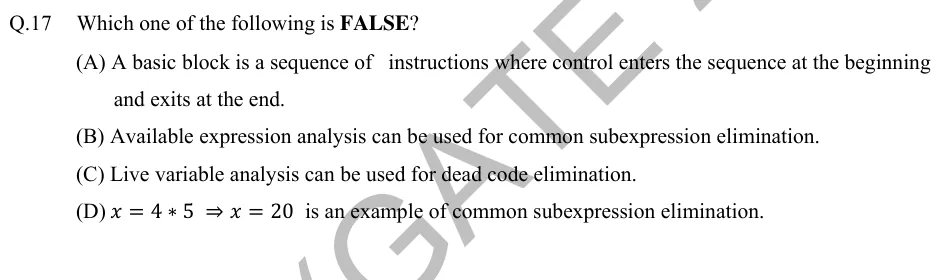 Q.17 Which one of the following is FALSE?
(A) A basic block is a sequence of instructions where control enters the sequence at the beginning
and exits at the end.
(B) Available expression analysis can be used for common subexpression elimination.
(C) Live variable analysis can be used for dead code elimination.
(D) x = 4 ∗ 5 ⇒ x = 20 is an example of common subexpression elimination.
GATE